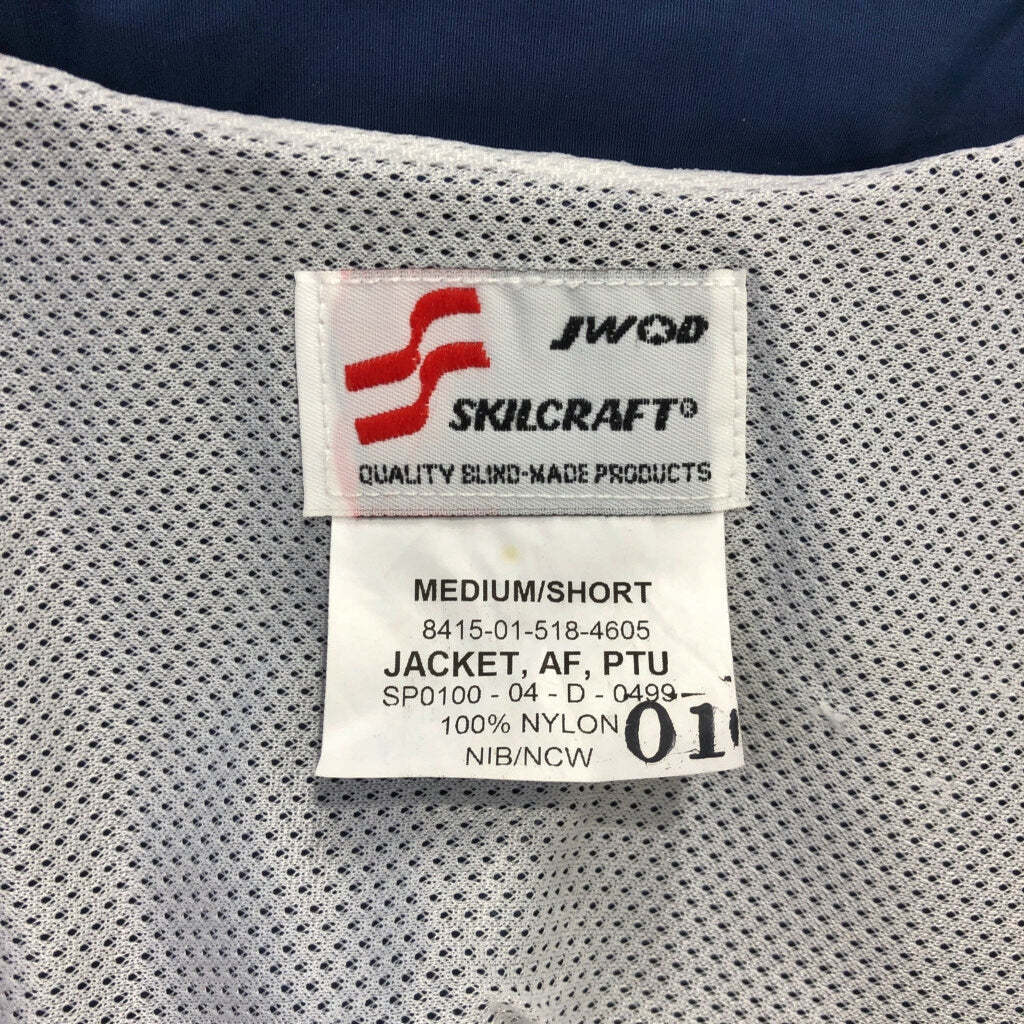 JWOD
SKILCRAFT®
QUALITY BLIND-MADE PRODUCTS
MEDIUM/SHORT
8415-01-518-4605
JACKET, AF, PTU
SP0100 - 04 - D - 0499
100% NYLON
NIB/NCW
01